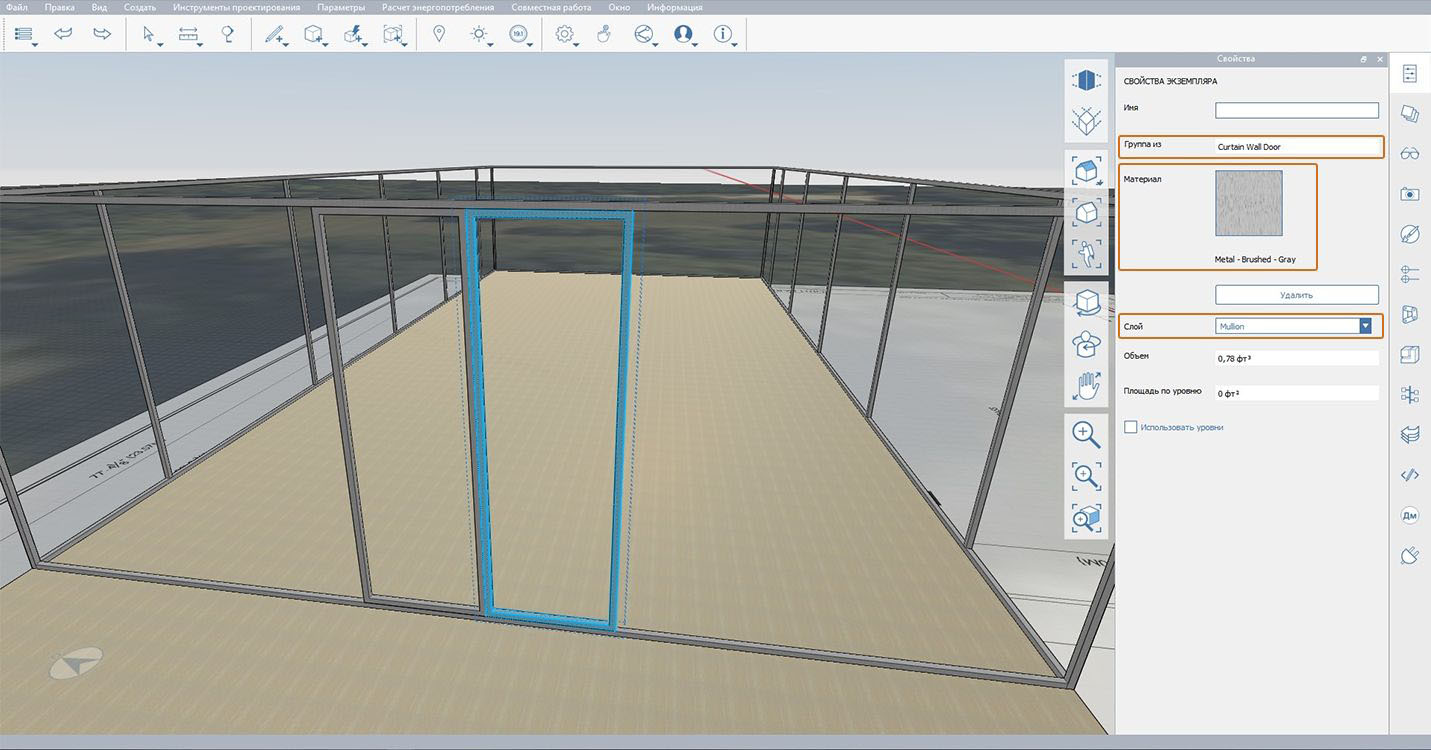 Файл Правка Вид Создать Инструменты проектирования Параметры Расчет энергопотребления Совместная работа Окно Информация
19:1
Свойства
СВОЙСТВА ЭКЗЕМПЛЯРА
Имя
Группа из Curtain Wall Door
Материал
Metal - Brushed - Gray
Удалить
Слой Mullion
Объем 0,78 фт³
Площадь по уровню 0 фт²
Использовать уровни
Дм